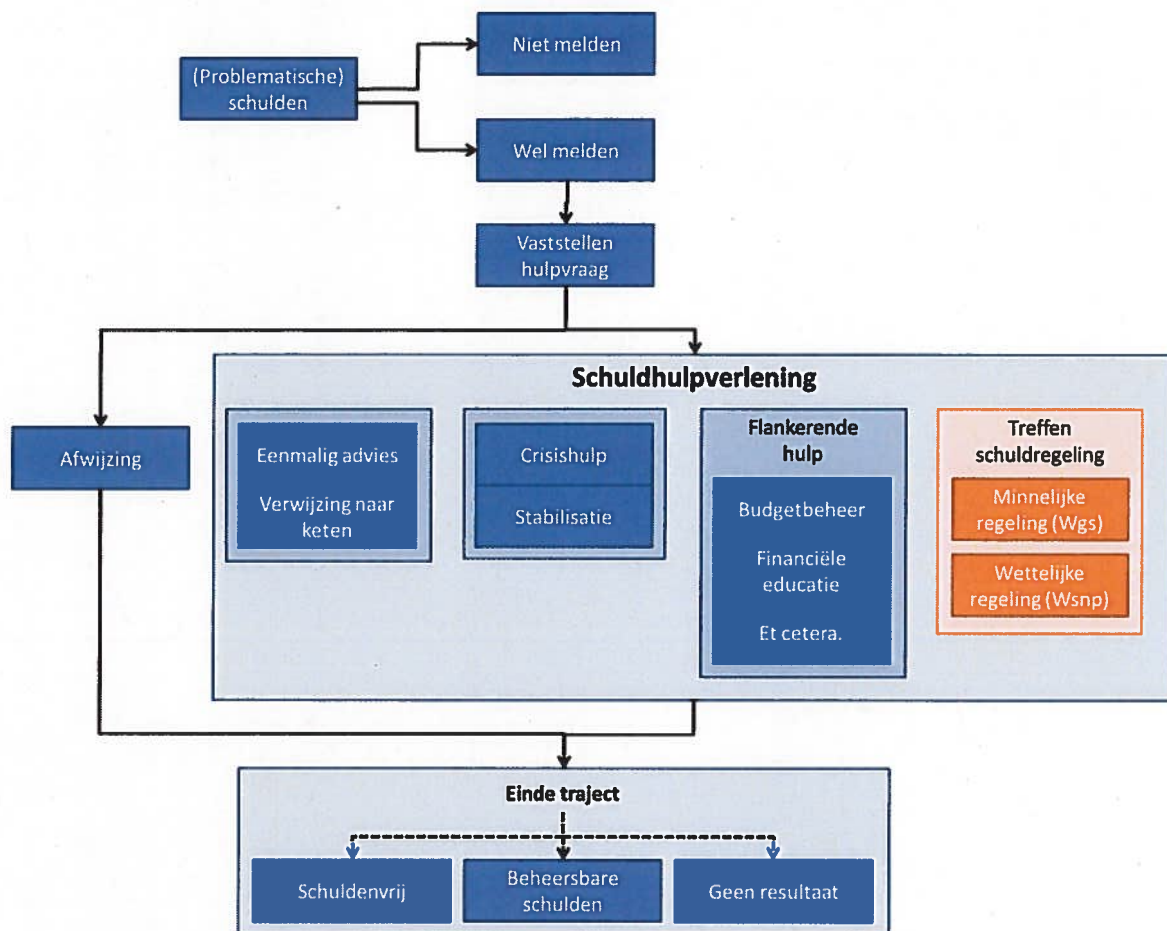 Niet melden
(Problematische)
schulden
Wel melden
Vaststellen
hulpvraag
Schuldhulpverlening
Afwijzing
Eenmalig advies
Verwijzing naar
keten
Crisishulp
Stabilisatie
Flankerende
hulp
Budgetbeheer
Financiële
educatie
Et cetera.
Treffen
schuldregeling
Minnelijke
regeling (Wgs)
Wettelijke
regeling (Wsnp)
Einde traject
Schuldenvrij
Beheersbare
schulden
Geen resultaat